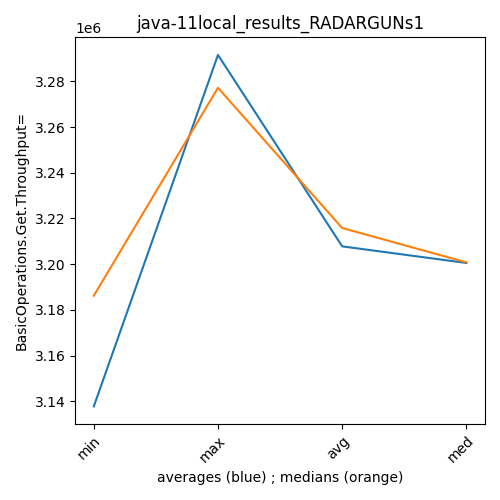 java-11local_results_RADARGUNs1
1e6
BasicOperations.Get.Throughput=
3.28
3.26
3.24
3.22
3.20
3.18
3.16
3.14
min
max
avg
med
averages (blue) ; medians (orange)